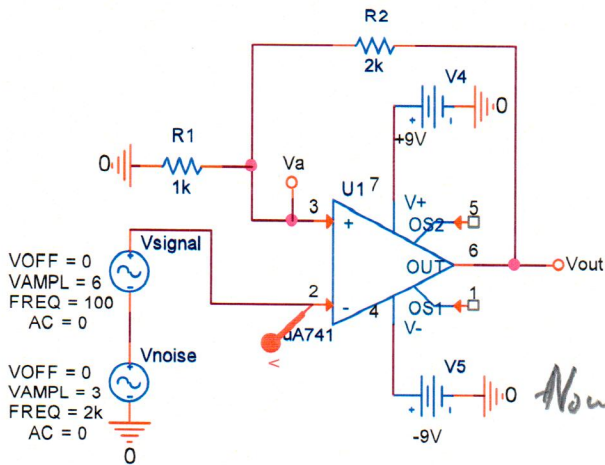 R2
2k
V4
0
+9V
R1
0
1k
Va
U1
7
3
+
V+
OS2
5
6
OUT
Vout
Vsignal
VOFF = 0
VAMPL = 6
FREQ = 100
AC = 0
2
-
4
OS1
1
V-
uA741
V
Vnoise
VOFF = 0
VAMPL = 3
FREQ = 2k
AC = 0
0
V5
0
-9V